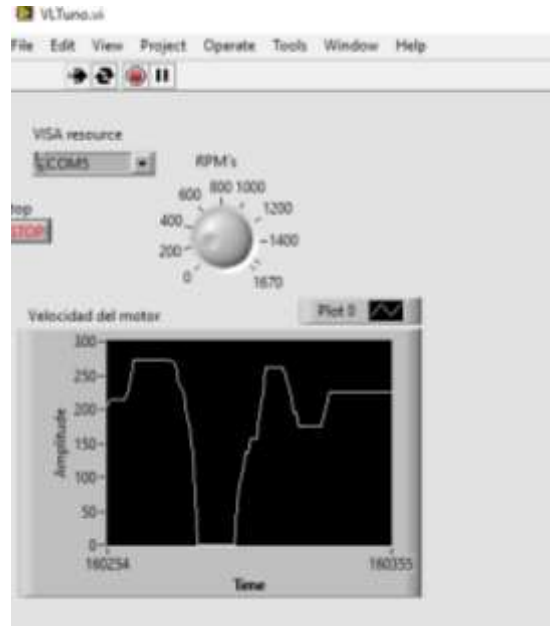 VLTuno.vi
File Edit View Project Operate Tools Window Help
VISA resource
COM5
RPM's
600 800 1000
400 1200
200 1400
0 1670
STOP
Velocidad del motor
Plot 0
300
250
200
150
100
50
0
Amplitude
160254 160355
Time